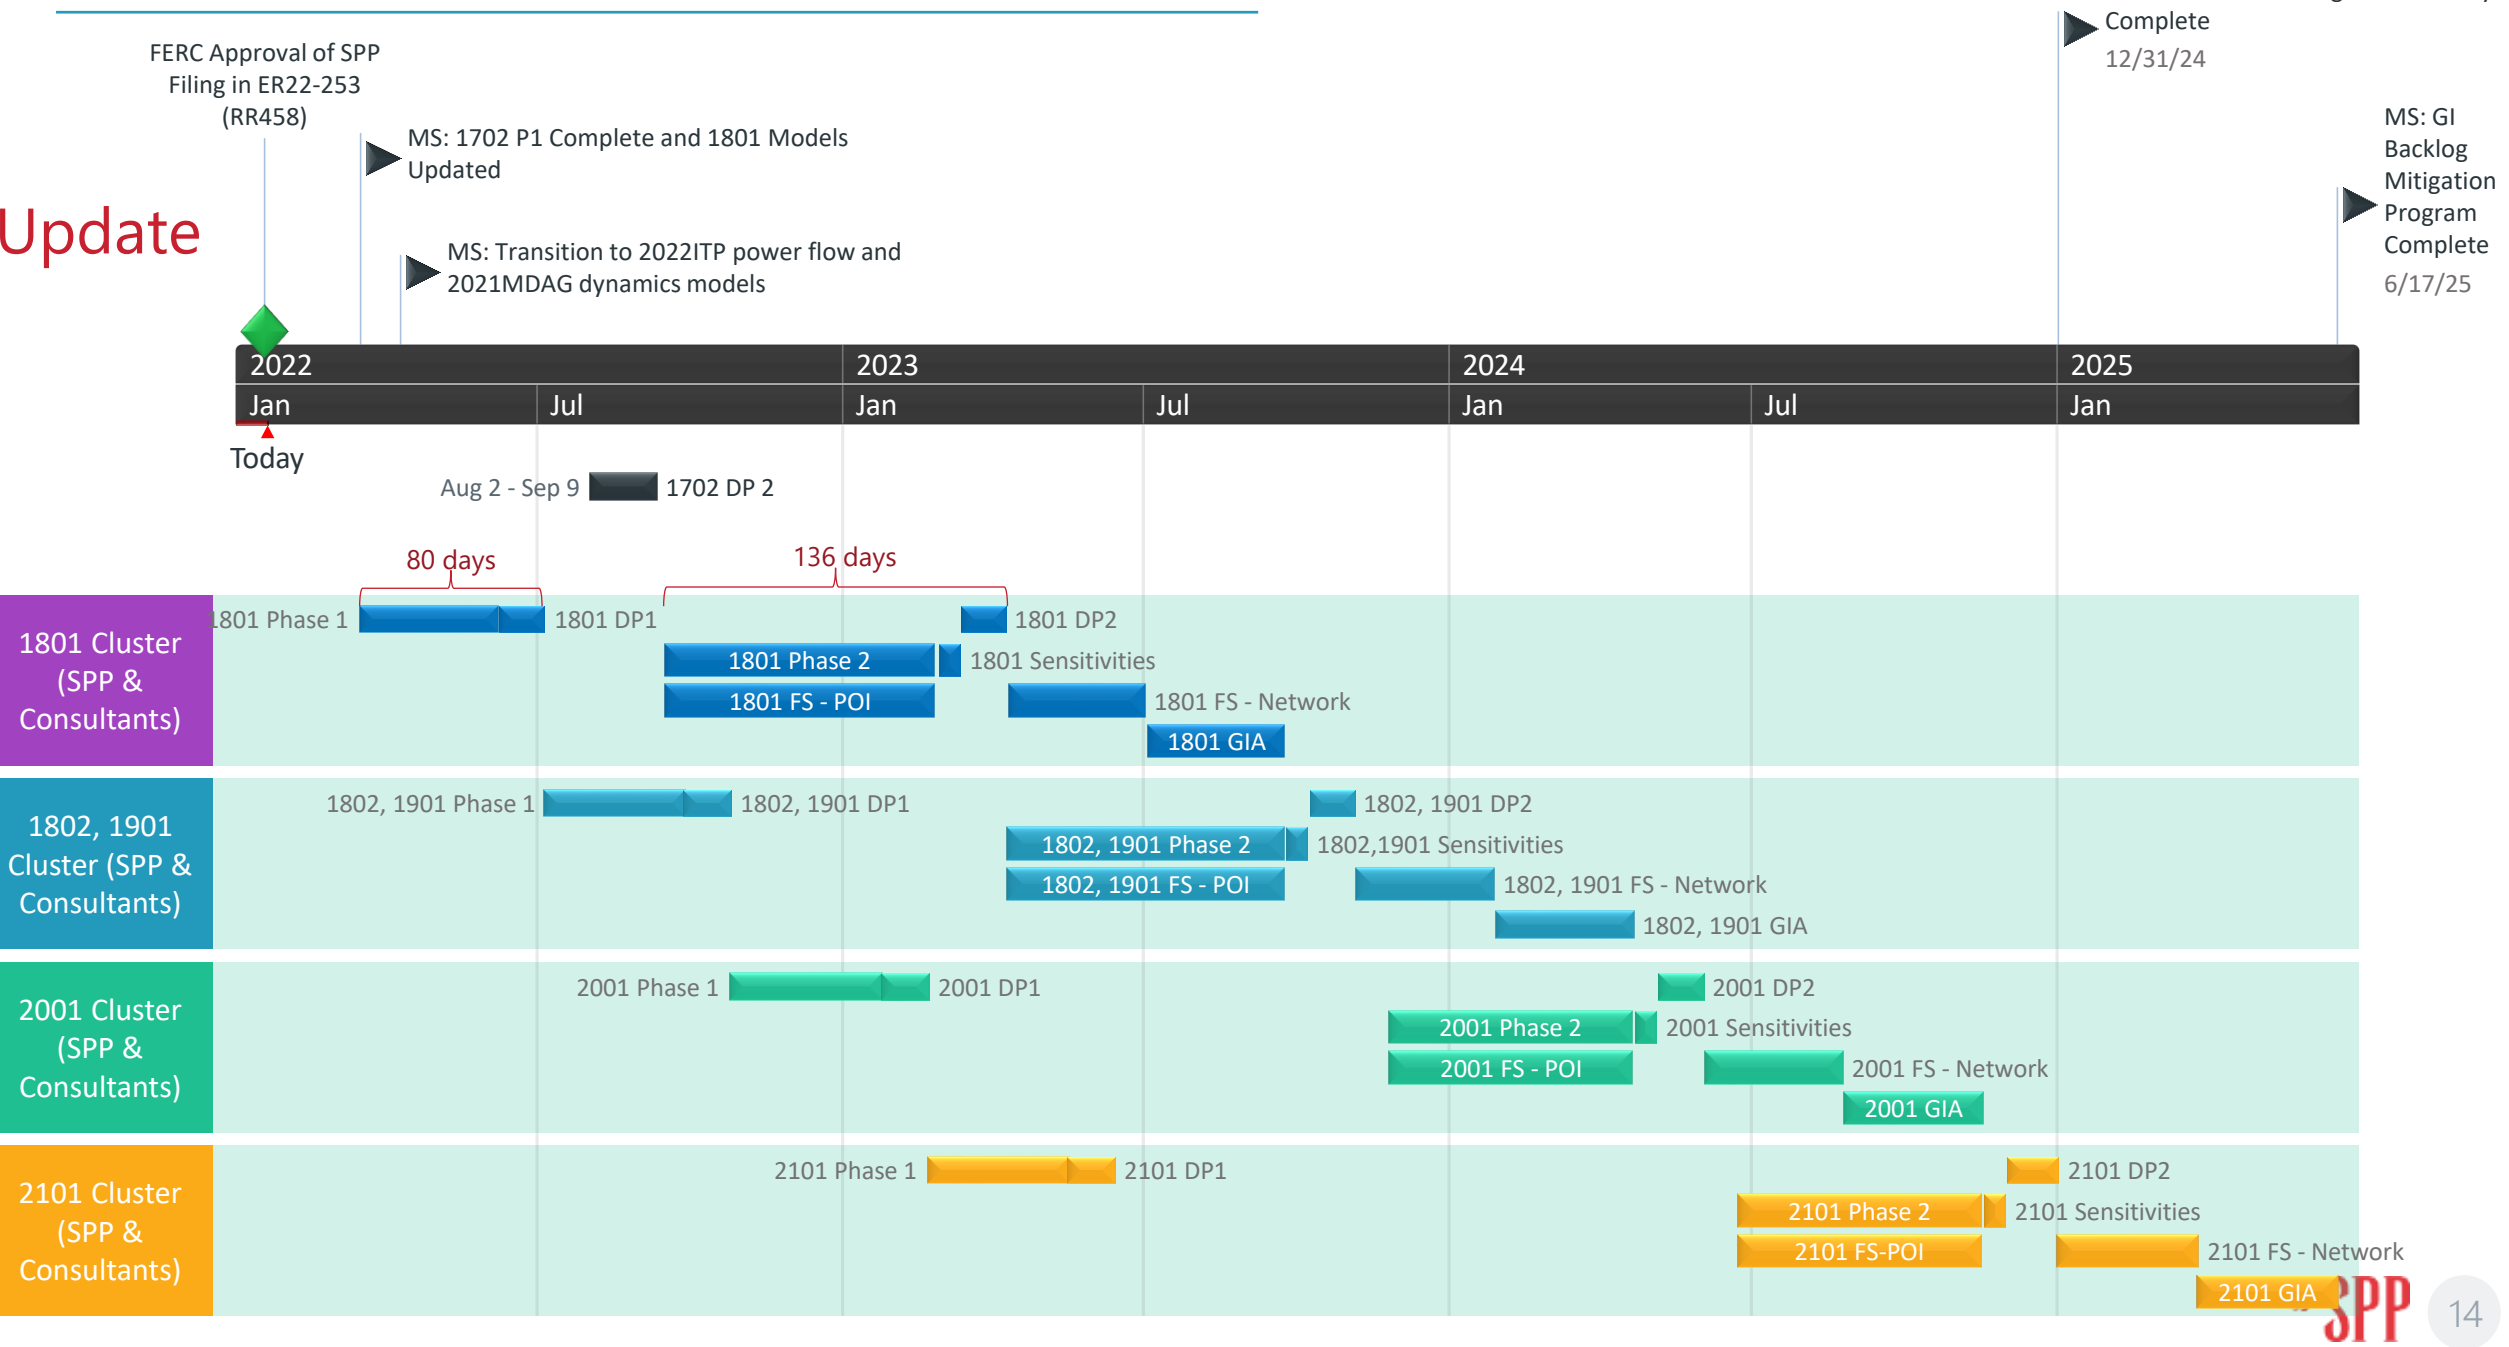 Complete
12/31/24
FERC Approval of SPP
Filing in ER22-253
(RR458)
MS: 1702 P1 Complete and 1801 Models
Updated
MS: GI
Backlog
Mitigation
Program
Complete
6/17/25
Update
MS: Transition to 2022ITP power flow and
2021MDAG dynamics models
2022
2023
2024
2025
Jan
Jul
Jan
Jul
Jan
Jul
Jan
Today
Aug 2 - Sep 9
1702 DP 2
80 days
136 days
1801 Cluster
(SPP &
Consultants)
1801 Phase 1
1801 DP1
1801 DP2
1801 Phase 2
1801 Sensitivities
1801 FS - POI
1801 FS - Network
1801 GIA
1802, 1901
Cluster (SPP &
Consultants)
1802, 1901 Phase 1
1802, 1901 DP1
1802, 1901 DP2
1802, 1901 Phase 2
1802,1901 Sensitivities
1802, 1901 FS - POI
1802, 1901 FS - Network
1802, 1901 GIA
2001 Cluster
(SPP &
Consultants)
2001 Phase 1
2001 DP1
2001 DP2
2001 Phase 2
2001 Sensitivities
2001 FS - POI
2001 FS - Network
2001 GIA
2101 Cluster
(SPP &
Consultants)
2101 Phase 1
2101 DP1
2101 DP2
2101 Phase 2
2101 Sensitivities
2101 FS-POI
2101 FS - Network
2101 GIA
SPP
14